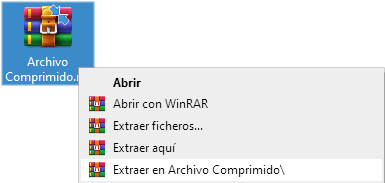 Archivo
Comprimido.r
Abrir
Abrir con WinRAR
Extraer ficheros...
Extraer aquí
Extraer en Archivo Comprimido\